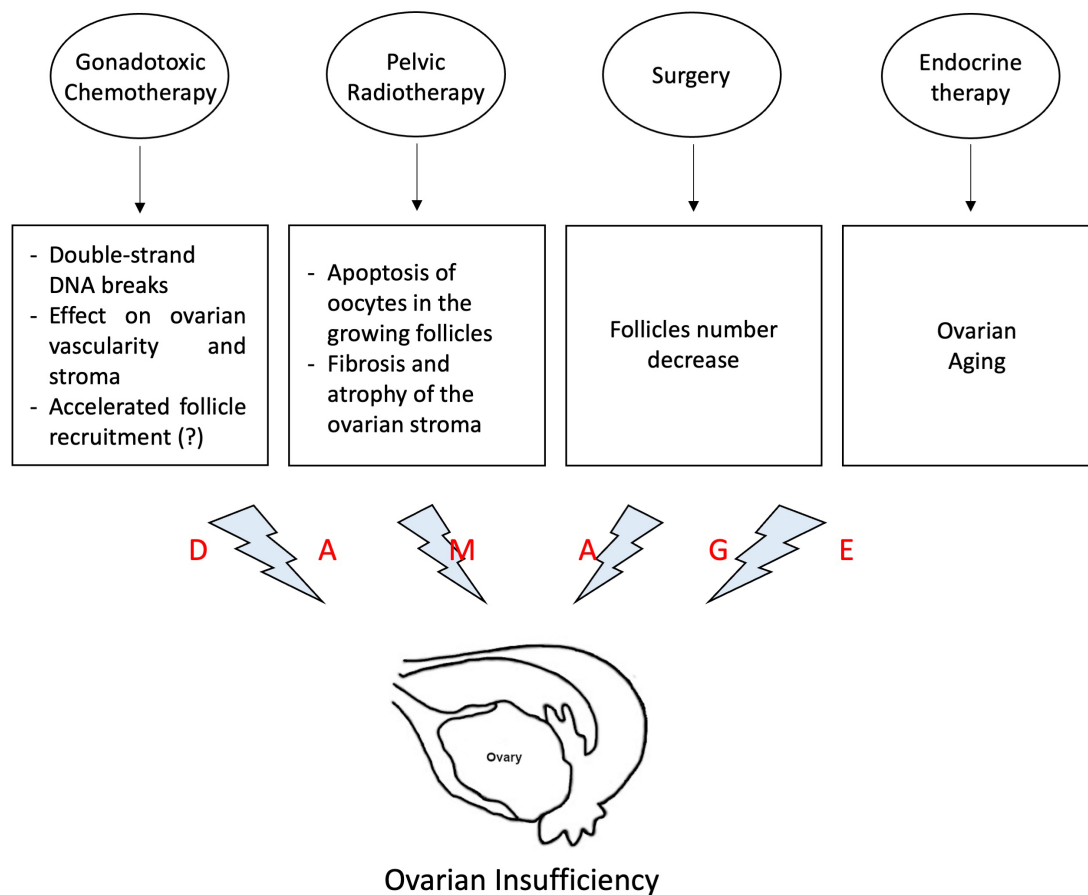 Gonadotoxic
Chemotherapy
Pelvic
Radiotherapy
Surgery
Endocrine
therapy
- Double-strand
DNA breaks
- Effect on ovarian
vascularity and
stroma
- Accelerated follicle
recruitment (?)
- Apoptosis of
oocytes in the
growing follicles
- Fibrosis and
atrophy of the
ovarian stroma
Follicles number
decrease
Ovarian
Aging
D A M A G E
Ovary
Ovarian Insufficiency